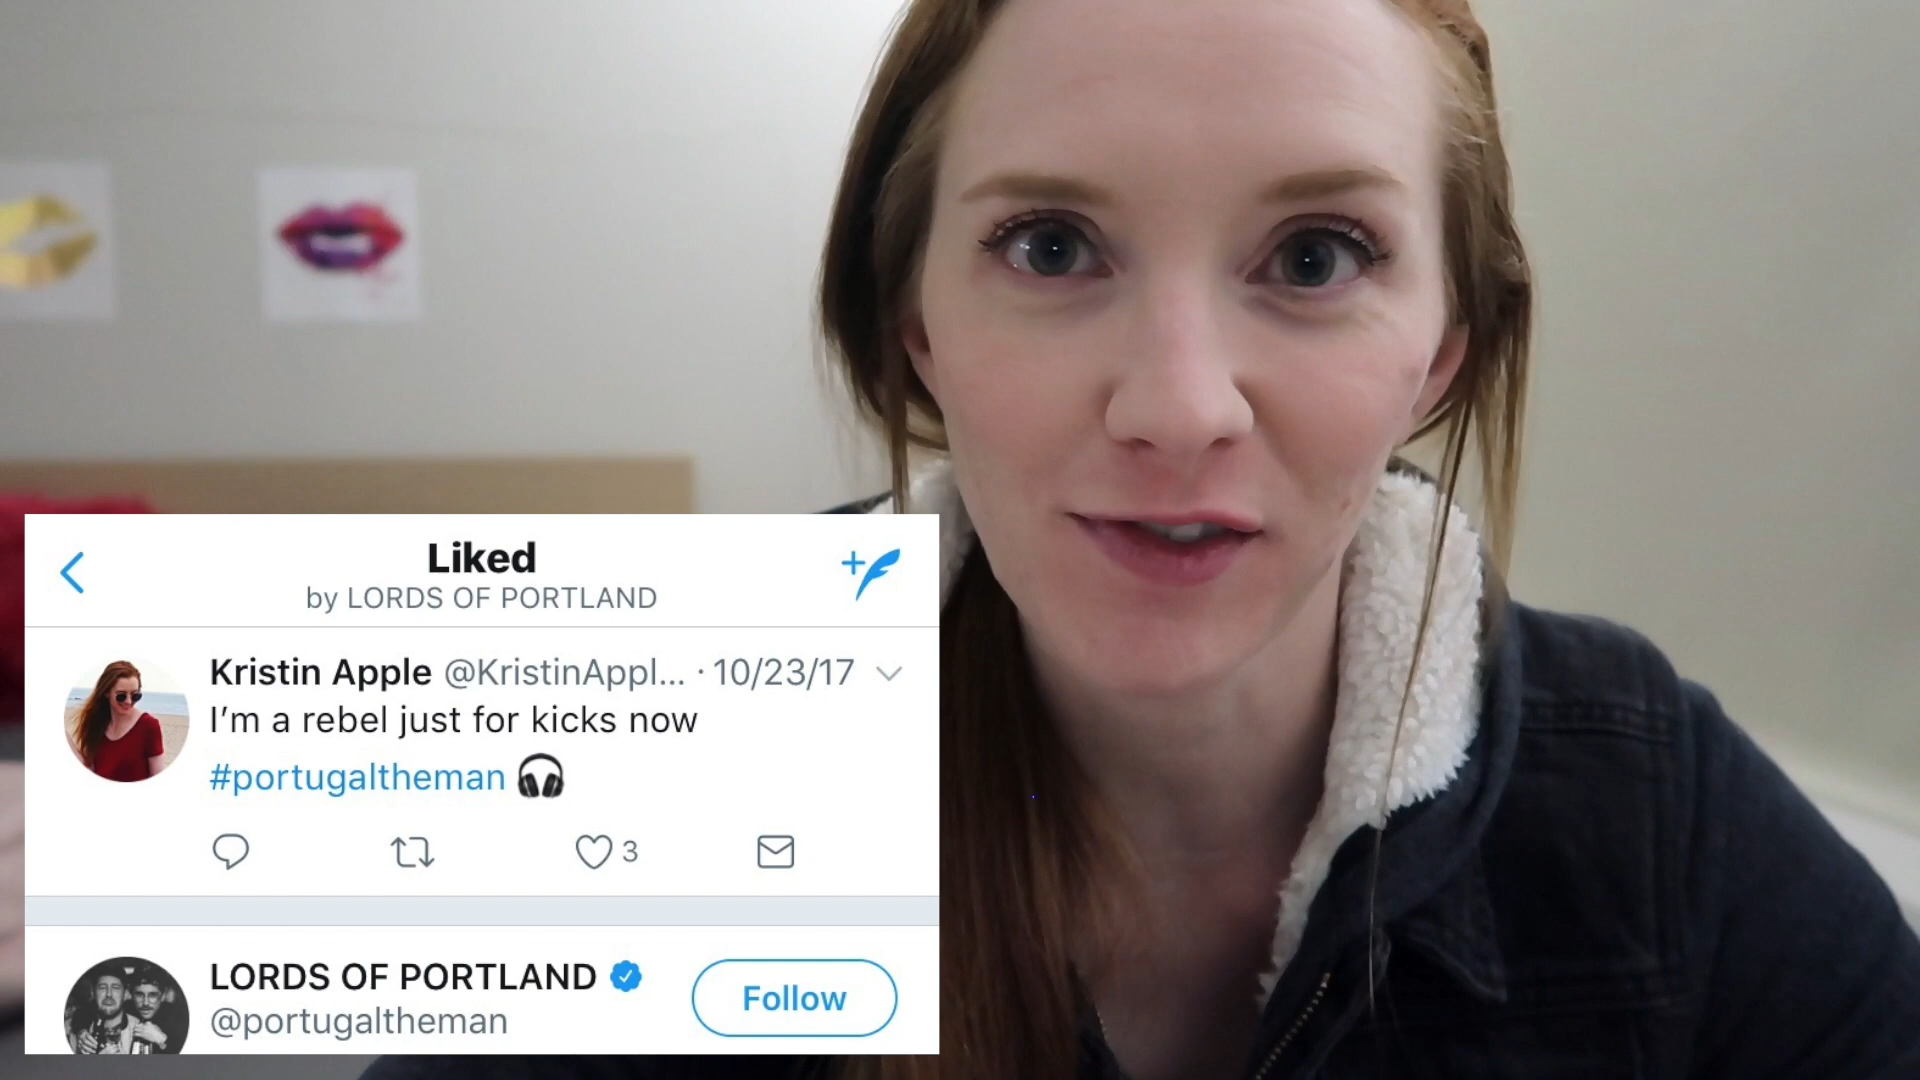 Liked
by LORDS OF PORTLAND
Kristin Apple @KristinAppl... · 10/23/17
I'm a rebel just for kicks now
#portugaltheman 🎧
3
LORDS OF PORTLAND
Follow
@portugaltheman